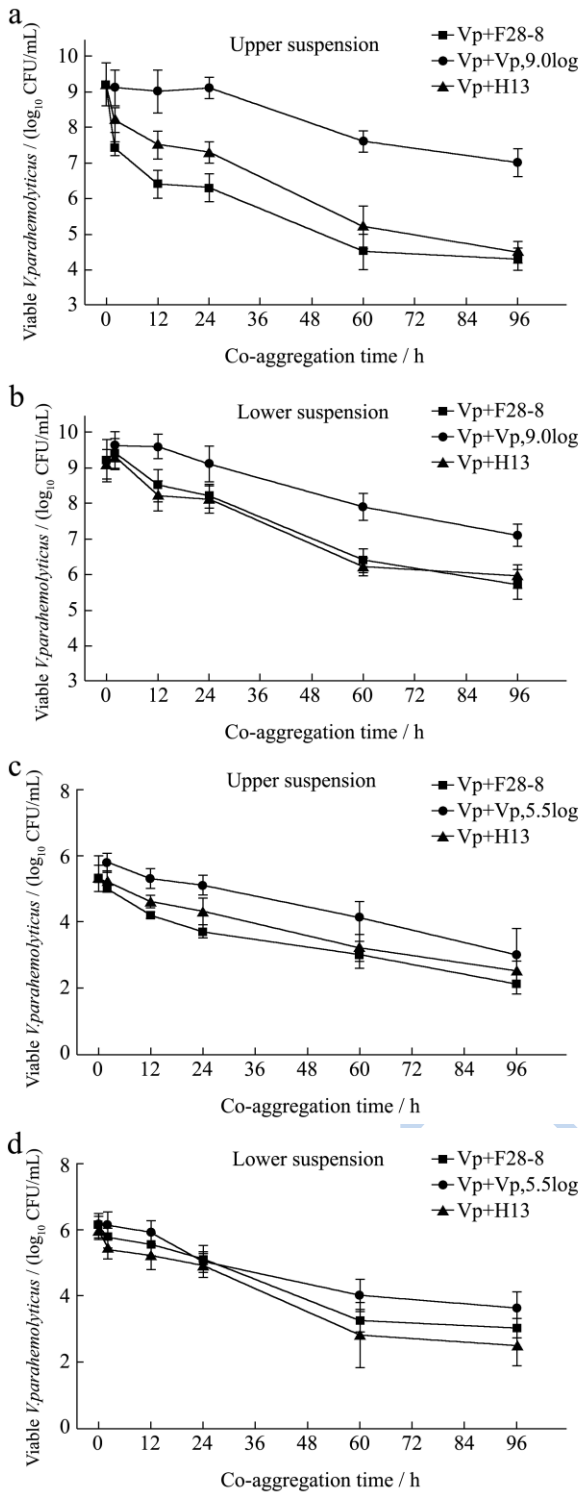 a
Upper suspension
Vp+F28-8
Vp+Vp,9.0log
Vp+H13
10
9
8
7
6
5
4
3
Viable V.parahemolyticus / (log10 CFU/mL)
0 12 24 36 48 60 72 84 96
Co-aggregation time / h
b
Lower suspension
Vp+F28-8
Vp+Vp,9.0log
Vp+H13
10
9
8
7
6
5
4
3
Viable V.parahemolyticus / (log10 CFU/mL)
0 12 24 36 48 60 72 84 96
Co-aggregation time / h
c
Upper suspension
Vp+F28-8
Vp+Vp,5.5log
Vp+H13
8
6
4
2
0
Viable V.parahemolyticus / (log10 CFU/mL)
0 12 24 36 48 60 72 84 96
Co-aggregation time / h
d
Lower suspension
Vp+F28-8
Vp+Vp,5.5log
Vp+H13
8
6
4
2
0
Viable V.parahemolyticus / (log10 CFU/mL)
0 12 24 36 48 60 72 84 96
Co-aggregation time / h